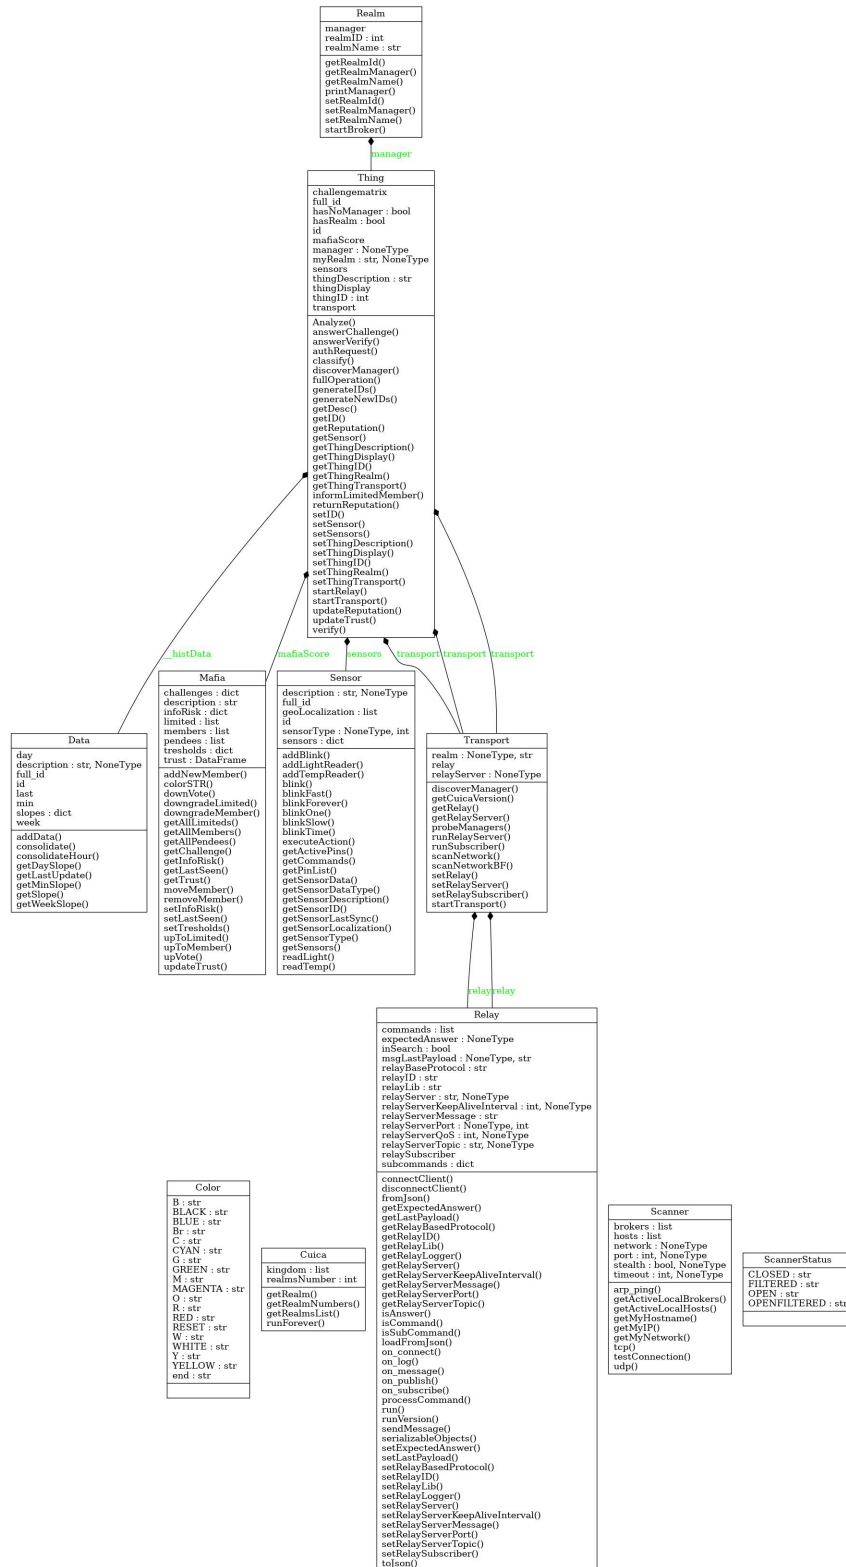 Realm
manager
realmID : int
realmName : str
getRealmId()
getRealmManager()
getRealmName()
printManager()
setRealmId()
setRealmManager()
setRealmName()
startBroker()
manager
Thing
challengematrix
full_id
hasNoManager : bool
hasRealm : bool
id
mafiaScore
manager : NoneType
myRealm : str, NoneType
sensors
thingDescription : str
thingDisplay
thingID : int
transport
Analyze()
answerChallenge()
answerVerify()
authRequest()
classify()
discoverManager()
fullOperation()
generateIDs()
generateNewIDs()
getDesc()
getID()
getReputation()
getSensor()
getThingDescription()
getThingDisplay()
getThingID()
getThingRealm()
getThingTransport()
informLimitedMember()
returnReputation()
setID()
setSensor()
setSensors()
setThingDescription()
setThingDisplay()
setThingID()
setThingRealm()
setThingTransport()
startRelay()
startTransport()
updateReputation()
updateTrust()
verify()
__histData
mafiaScore
sensors
transport
transport
transport
Data
day
description : str, NoneType
full_id
id
last
min
slopes : dict
week
addData()
consolidate()
consolidateHour()
getDaySlope()
getLastUpdate()
getMinSlope()
getSlope()
getWeekSlope()
Mafia
challenges : dict
description : str
infoRisk : dict
limited : list
members : list
pendees : list
tresholds : dict
trust : DataFrame
addNewMember()
colorSTR()
downVote()
downgradeLimited()
downgradeMember()
getAllLimiteds()
getAllMembers()
getAllPendees()
getChallenge()
getInfoRisk()
getLastSeen()
getTrust()
moveMember()
removeMember()
setInfoRisk()
setLastSeen()
setTresholds()
upToLimited()
upToMember()
upVote()
updateTrust()
Sensor
description : str, NoneType
full_id
geoLocalization : list
id
sensorType : NoneType, int
sensors : dict
addBlink()
addLightReader()
addTempReader()
blink()
blinkFast()
blinkForever()
blinkOne()
blinkSlow()
blinkTime()
executeAction()
getActivePins()
getCommands()
getPinList()
getSensorData()
getSensorDataType()
getSensorDescription()
getSensorID()
getSensorLastSync()
getSensorLocalization()
getSensorType()
getSensors()
readLight()
readTemp()
Transport
realm : NoneType, str
relay
relayServer : NoneType
discoverManager()
getCuicaVersion()
getRelay()
getRelayServer()
probeManagers()
runRelayServer()
runSubscriber()
scanNetwork()
scanNetworkBF()
setRelay()
setRelayServer()
setRelaySubscriber()
startTransport()
relay
relay
Color
B : str
BLACK : str
BLUE : str
Br : str
C : str
CYAN : str
G : str
GREEN : str
M : str
MAGENTA : str
O : str
R : str
RED : str
RESET : str
W : str
WHITE : str
Y : str
YELLOW : str
end : str
Cuica
kingdom : list
realmsNumber : int
getRealm()
getRealmNumbers()
getRealmsList()
runForever()
Relay
commands : list
expectedAnswer : NoneType
inSearch : bool
msgLastPayload : NoneType, str
relayBaseProtocol : str
relayID : str
relayLib : str
relayServer : str, NoneType
relayServerKeepAliveInterval : int, NoneType
relayServerMessage : str
relayServerPort : NoneType, int
relayServerQoS : int, NoneType
relayServerTopic : str, NoneType
relaySubscriber
subcommands : dict
connectClient()
disconnectClient()
fromJson()
getExpectedAnswer()
getLastPayload()
getRelayBasedProtocol()
getRelayID()
getRelayLib()
getRelayLogger()
getRelayServer()
getRelayServerKeepAliveInterval()
getRelayServerMessage()
getRelayServerPort()
getRelayServerTopic()
isAnswer()
isCommand()
isSubCommand()
loadFromJson()
on_connect()
on_log()
on_message()
on_publish()
on_subscribe()
processCommand()
run()
runVersion()
sendMessage()
serializableObjects()
setExpectedAnswer()
setLastPayload()
setRelayBasedProtocol()
setRelayID()
setRelayLib()
setRelayLogger()
setRelayServer()
setRelayServerKeepAliveInterval()
setRelayServerMessage()
setRelayServerPort()
setRelayServerTopic()
setRelaySubscriber()
toJson()
Scanner
brokers : list
hosts : list
network : NoneType
port : int, NoneType
stealth : bool, NoneType
timeout : int, NoneType
arp_ping()
getActiveLocalBrokers()
getActiveLocalHosts()
getMyHostname()
getMyIP()
getMyNetwork()
tcp()
testConnection()
udp()
ScannerStatus
CLOSED : str
FILTERED : str
OPEN : str
OPENFILTERED : str